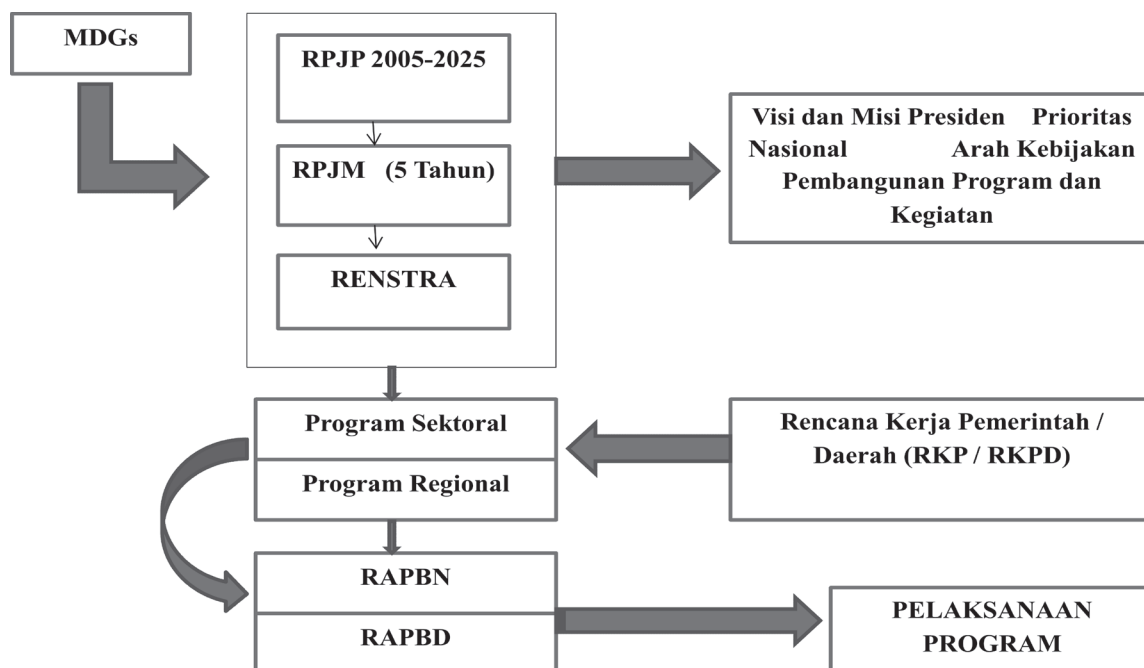 MDGs
RPJP 2005-2025
RPJM (5 Tahun)
RENSTRA
Visi dan Misi Presiden Prioritas
Nasional Arah Kebijakan
Pembangunan Program dan
Kegiatan
Program Sektoral
Program Regional
Rencana Kerja Pemerintah /
Daerah (RKP / RKPD)
RAPBN
RAPBD
PELAKSANAAN
PROGRAM